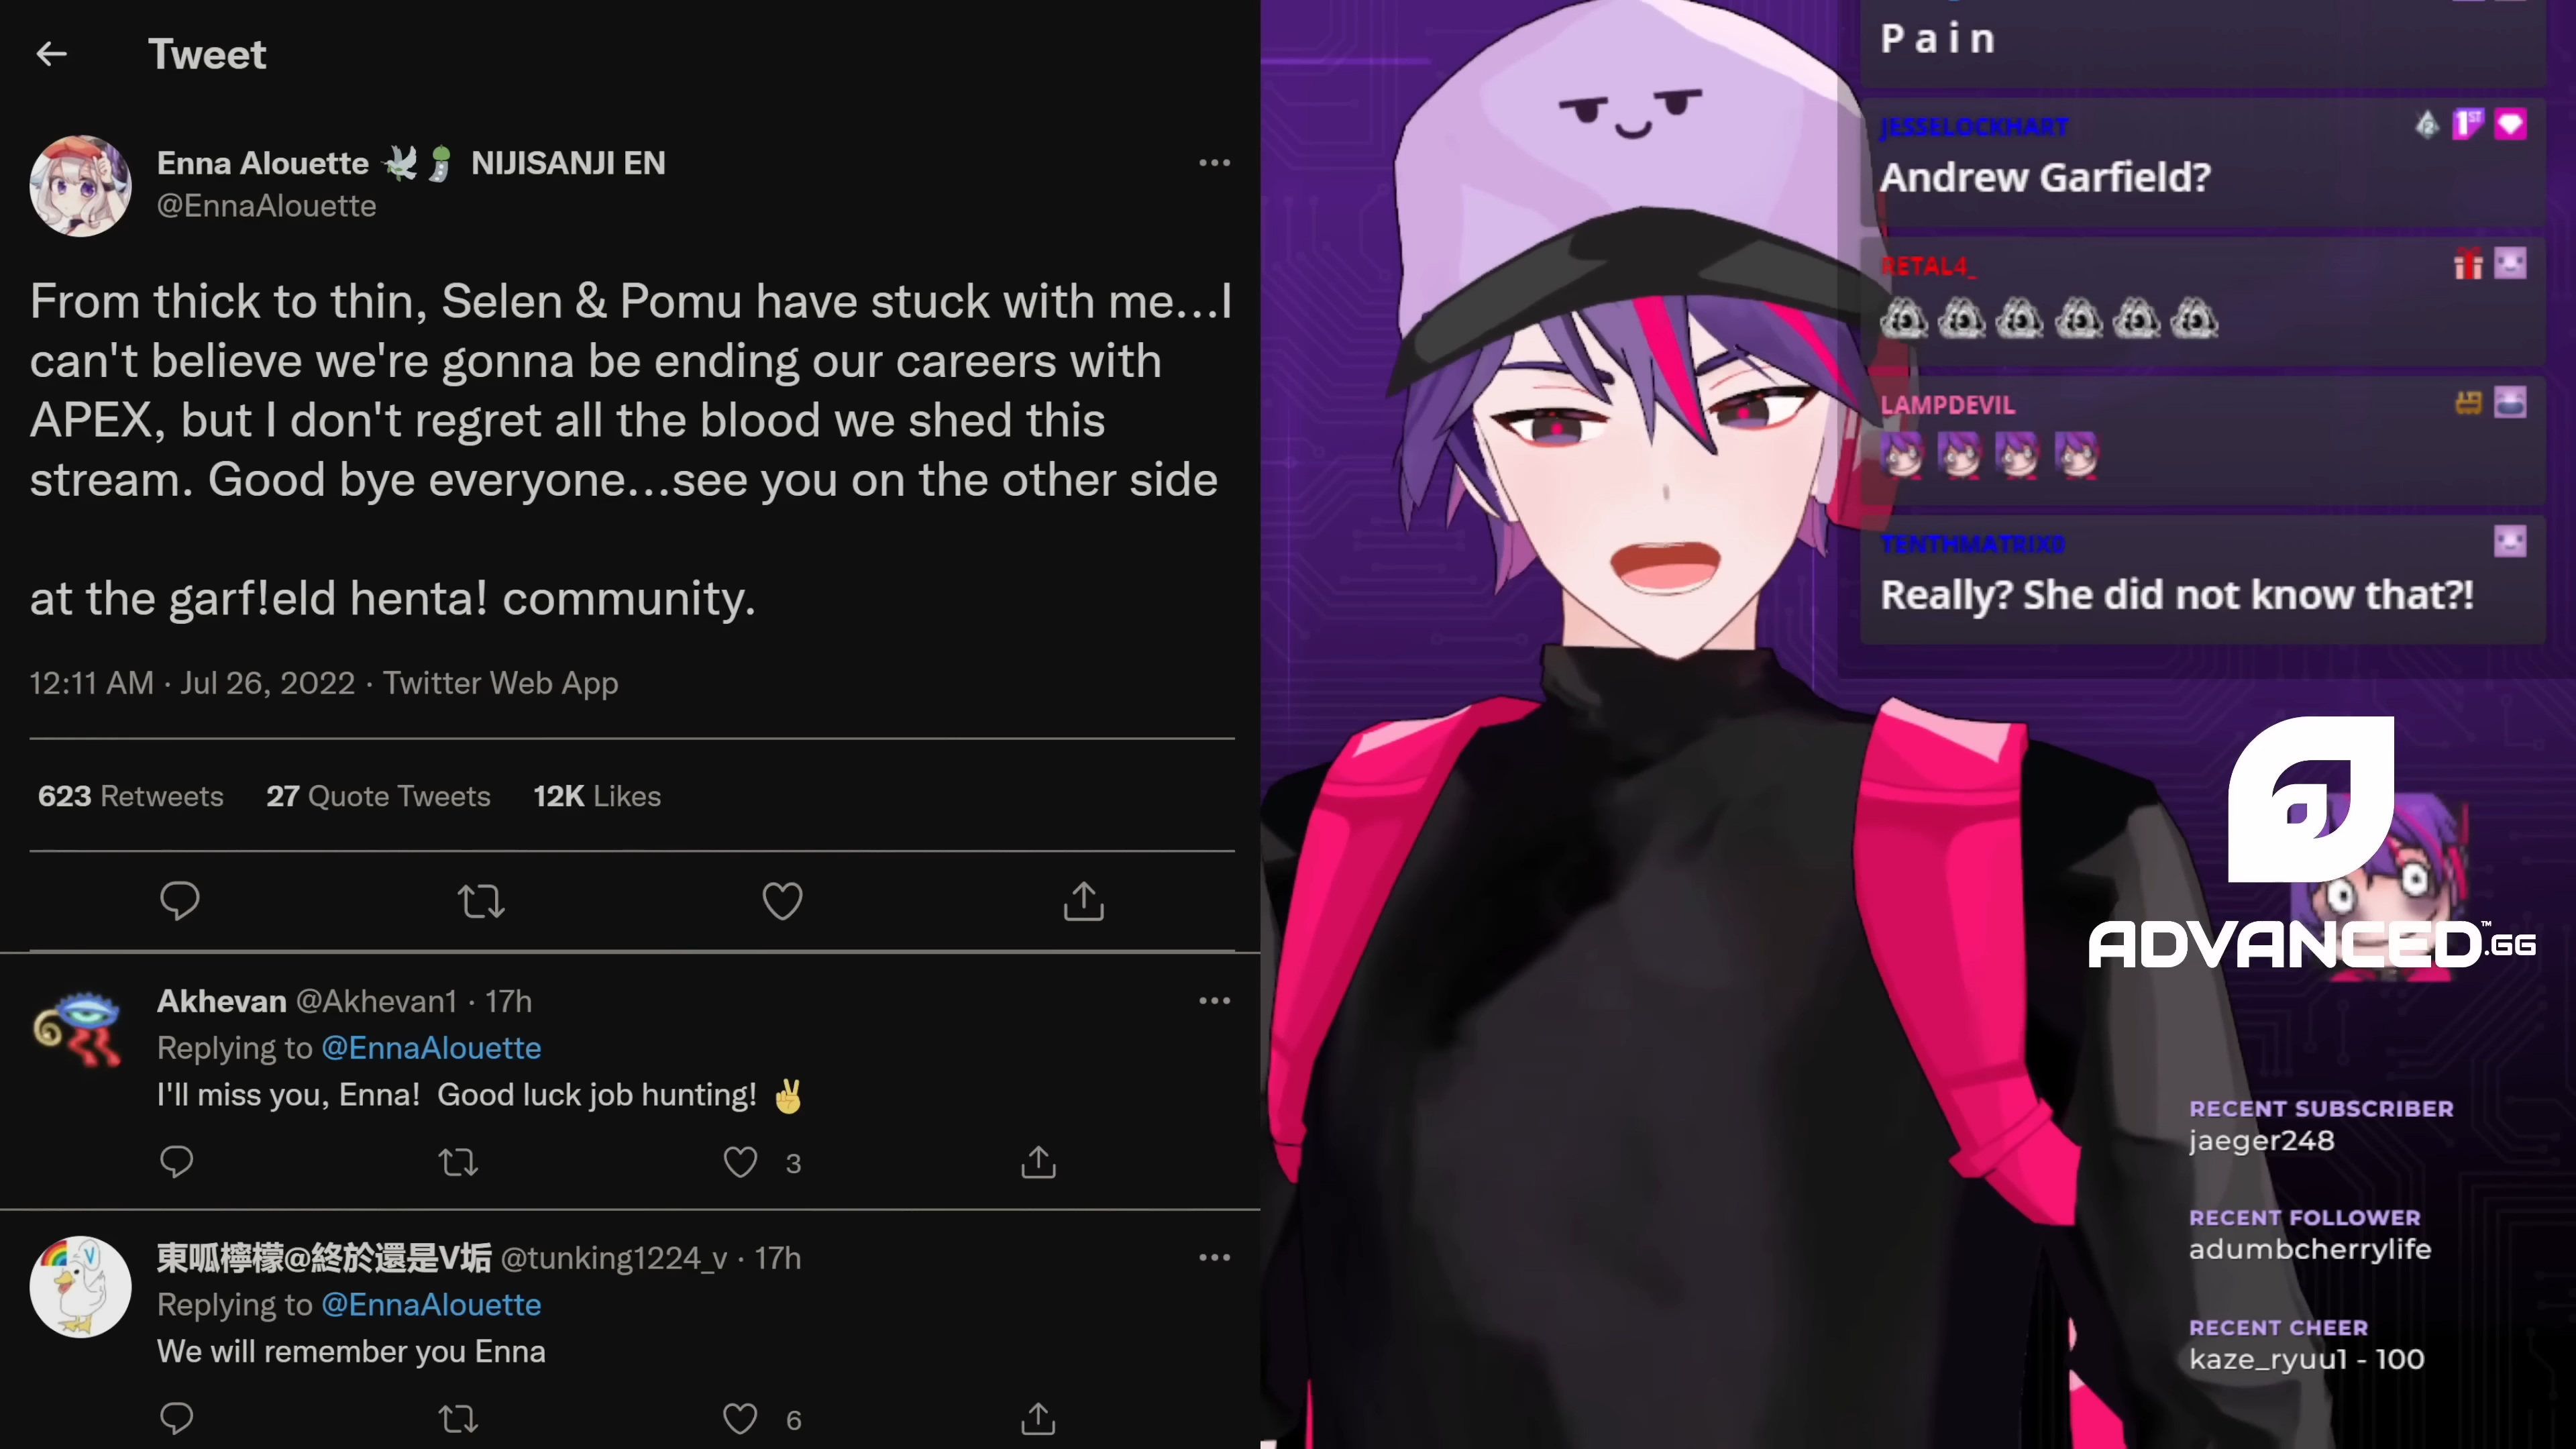 Tweet
Enna Alouette 🕊️🫛 NIJISANJI EN
@EnnaAlouette
From thick to thin, Selen & Pomu have stuck with me...I
can't believe we're gonna be ending our careers with
APEX, but I don't regret all the blood we shed this
stream. Good bye everyone...see you on the other side
at the garf!eld henta! community.
12:11 AM · Jul 26, 2022 · Twitter Web App
623 Retweets 27 Quote Tweets 12K Likes
Akhevan @Akhevan1 · 17h
Replying to @EnnaAlouette
I'll miss you, Enna! Good luck job hunting! ✌️
3
東呱檸檬@終於還是V垢 @tunking1224_v · 17h
Replying to @EnnaAlouette
We will remember you Enna
6
Pain
JESSELOCKHART
1ST
Andrew Garfield?
RETAL4_
LAMPDEVIL
TENTHMATRIX0
Really? She did not know that?!
ADVANCED™.GG
RECENT SUBSCRIBER
jaeger248
RECENT FOLLOWER
adumbcherrylife
RECENT CHEER
kaze_ryuu1 - 100